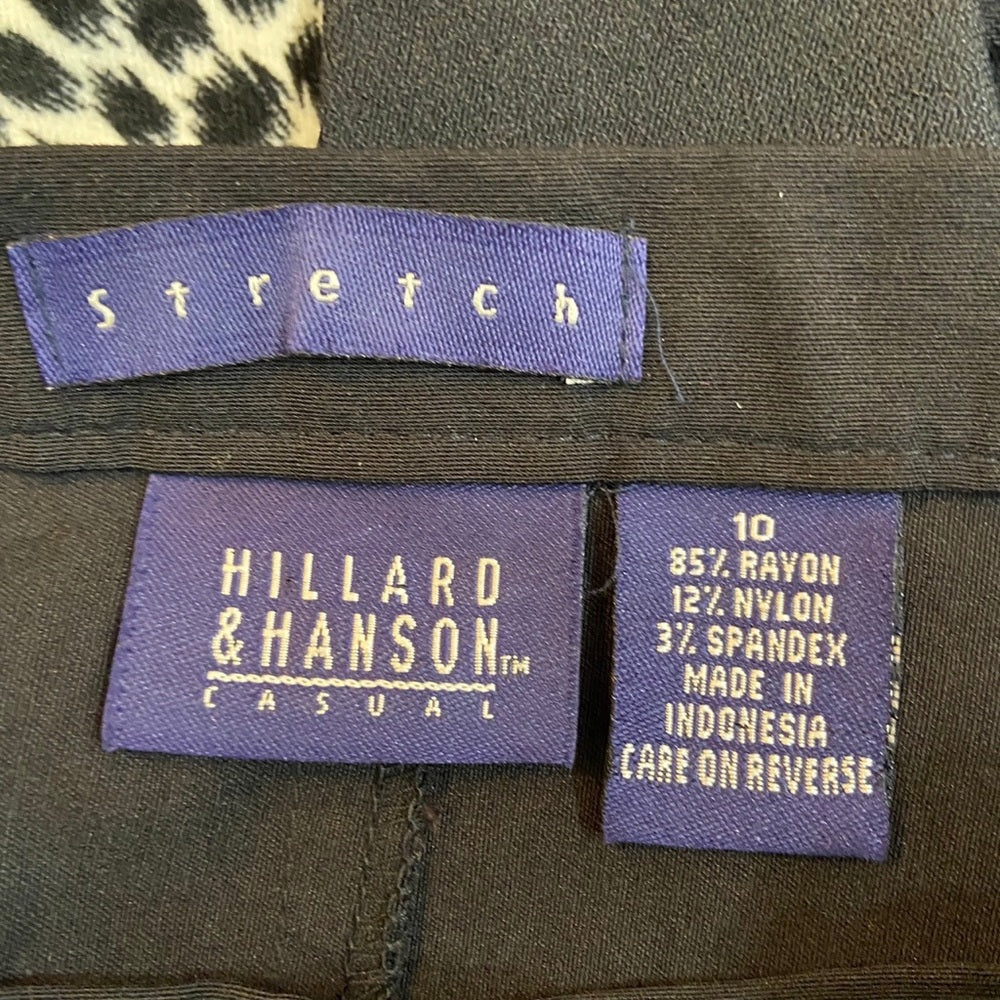 Stretch
HILLARD
& HANSON™
CASUAL
10
85% RAYON
12% NYLON
3% SPANDEX
MADE IN
INDONESIA
CARE ON REVERSE